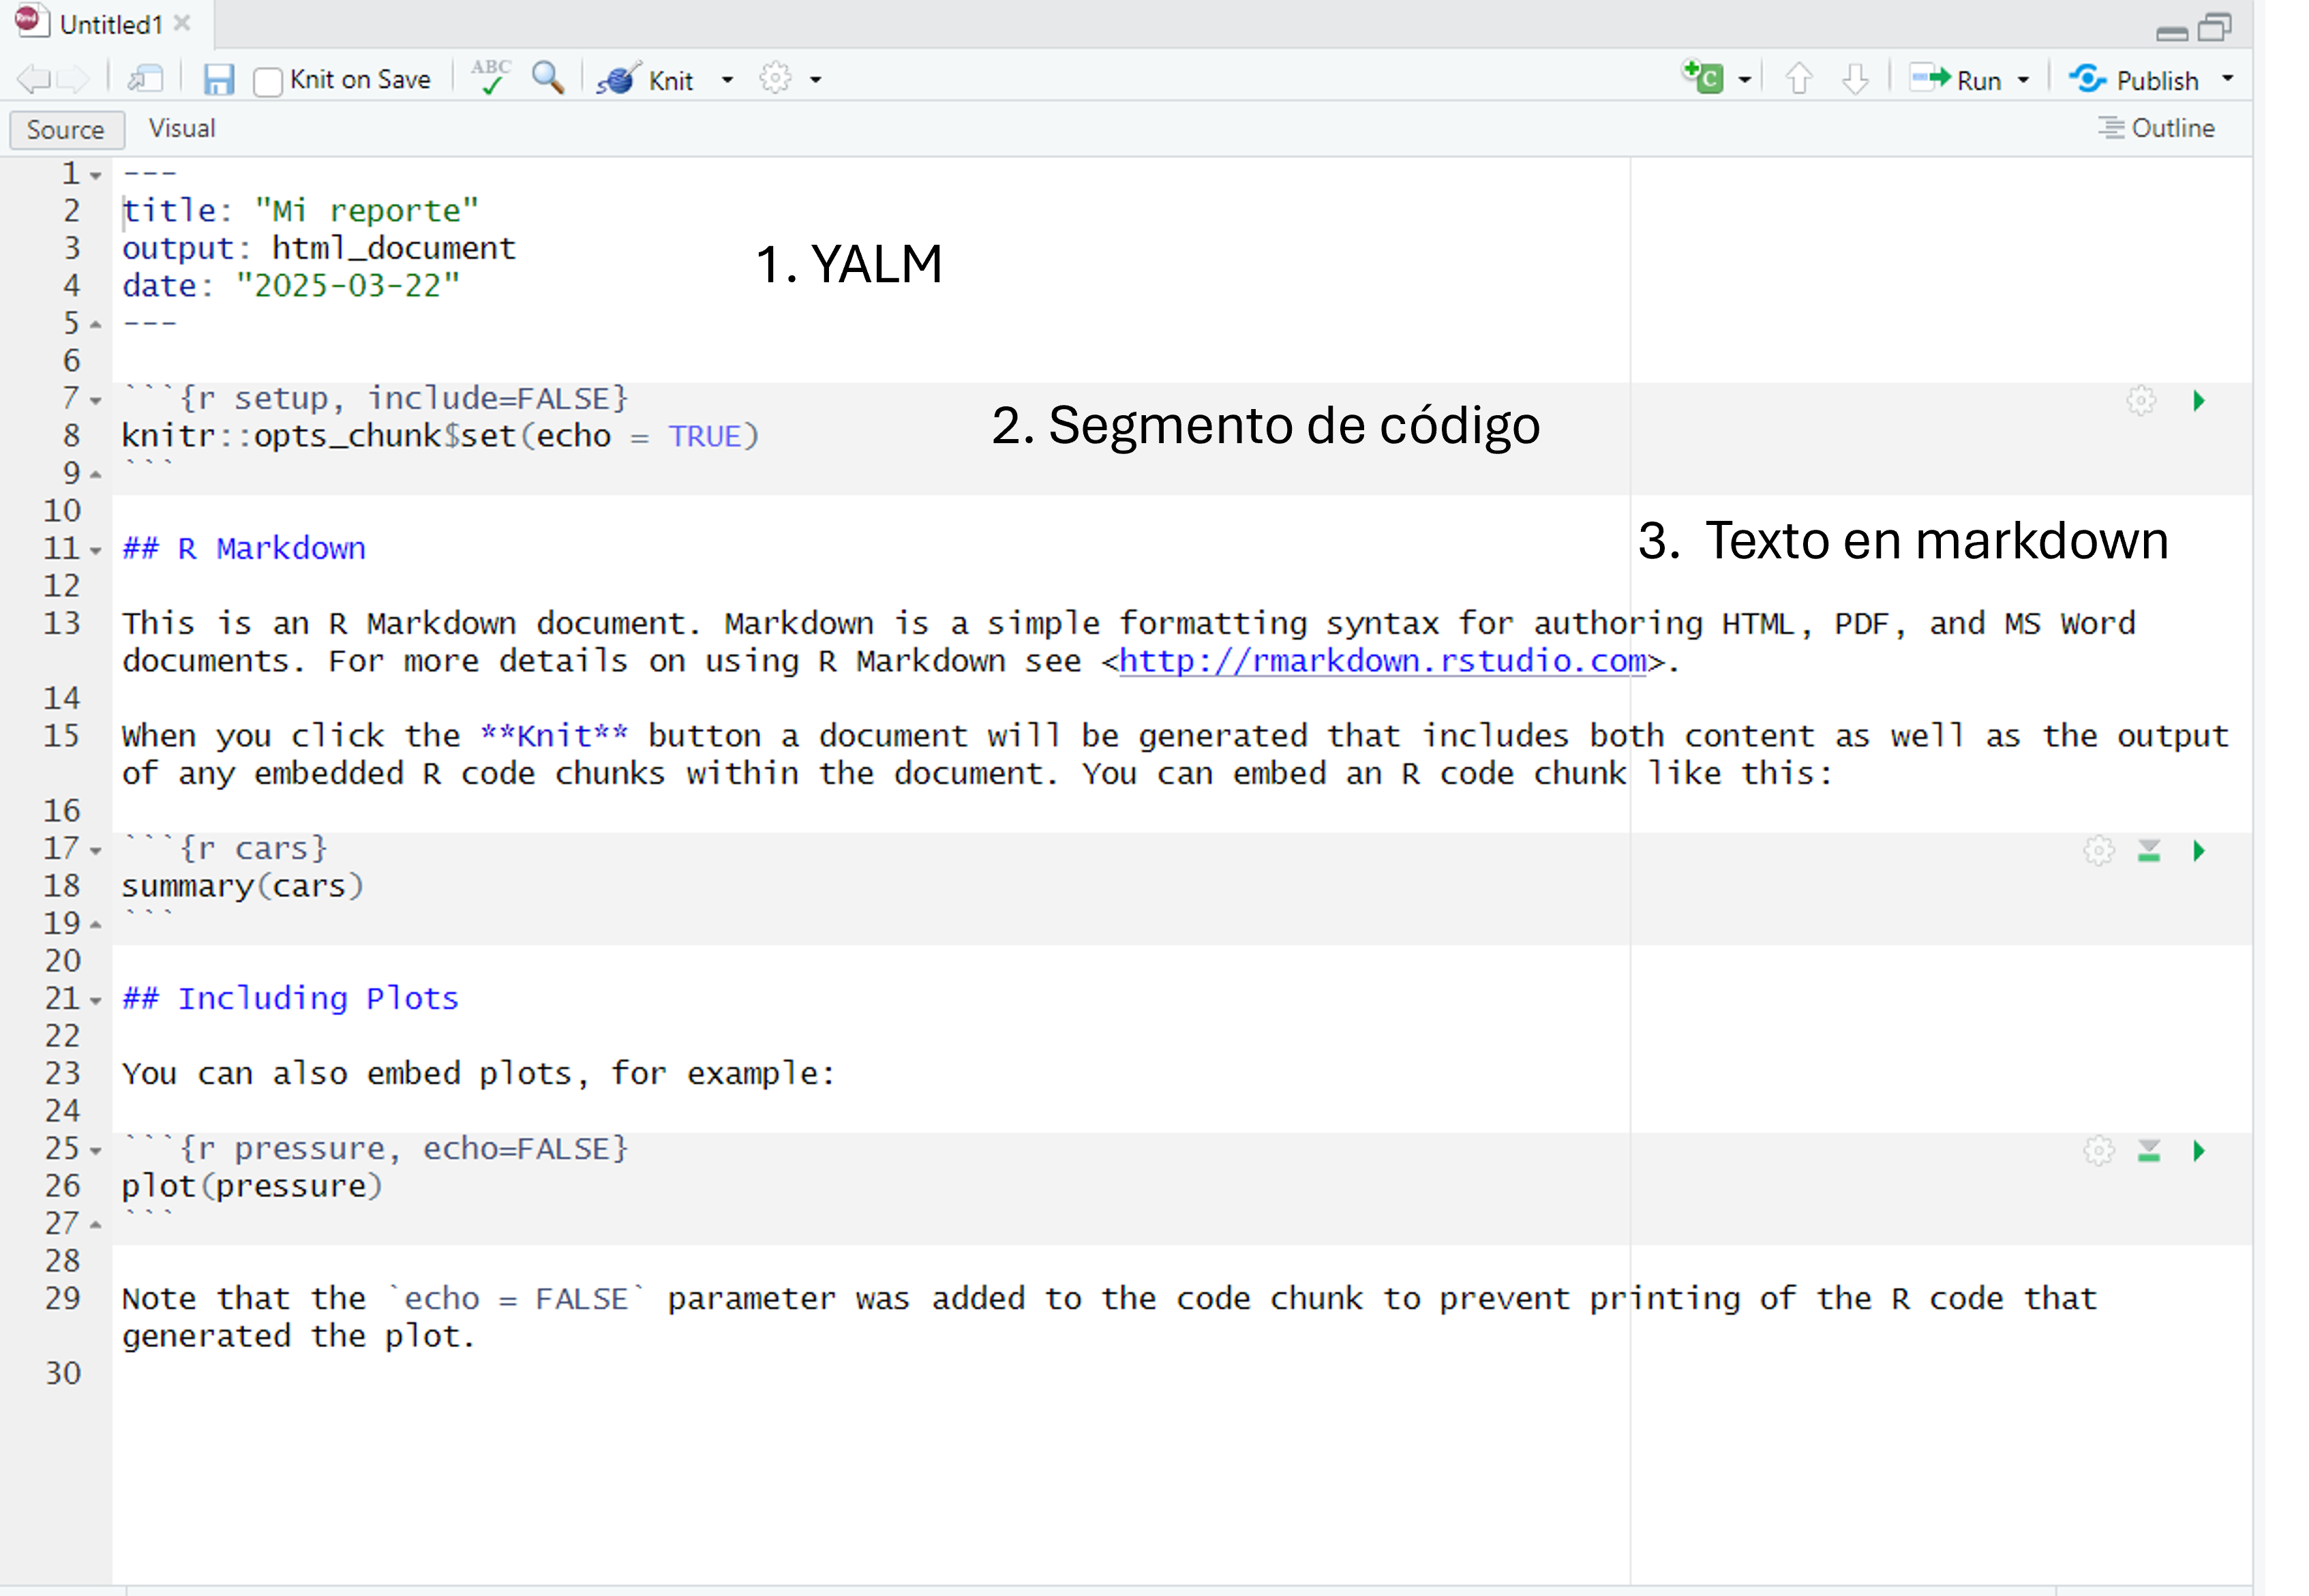 Untitled1
Knit on Save ABC Knit C Run Publish
Source Visual Outline
1 ---
2 title: "Mi reporte"
3 output: html_document
1. YALM
4 date: "2025-03-22"
5 ---
6
7 ```{r setup, include=FALSE}
2. Segmento de código
8 knitr::opts_chunk$set(echo = TRUE)
9 ```
10
3. Texto en markdown
11 ## R Markdown
12
13 This is an R Markdown document. Markdown is a simple formatting syntax for authoring HTML, PDF, and MS Word
documents. For more details on using R Markdown see <http://rmarkdown.rstudio.com>.
14
15 When you click the **Knit** button a document will be generated that includes both content as well as the output
of any embedded R code chunks within the document. You can embed an R code chunk like this:
16
17 ```{r cars}
18 summary(cars)
19 ```
20
21 ## Including Plots
22
23 You can also embed plots, for example:
24
25 ```{r pressure, echo=FALSE}
26 plot(pressure)
27 ```
28
29 Note that the `echo = FALSE` parameter was added to the code chunk to prevent printing of the R code that
generated the plot.
30